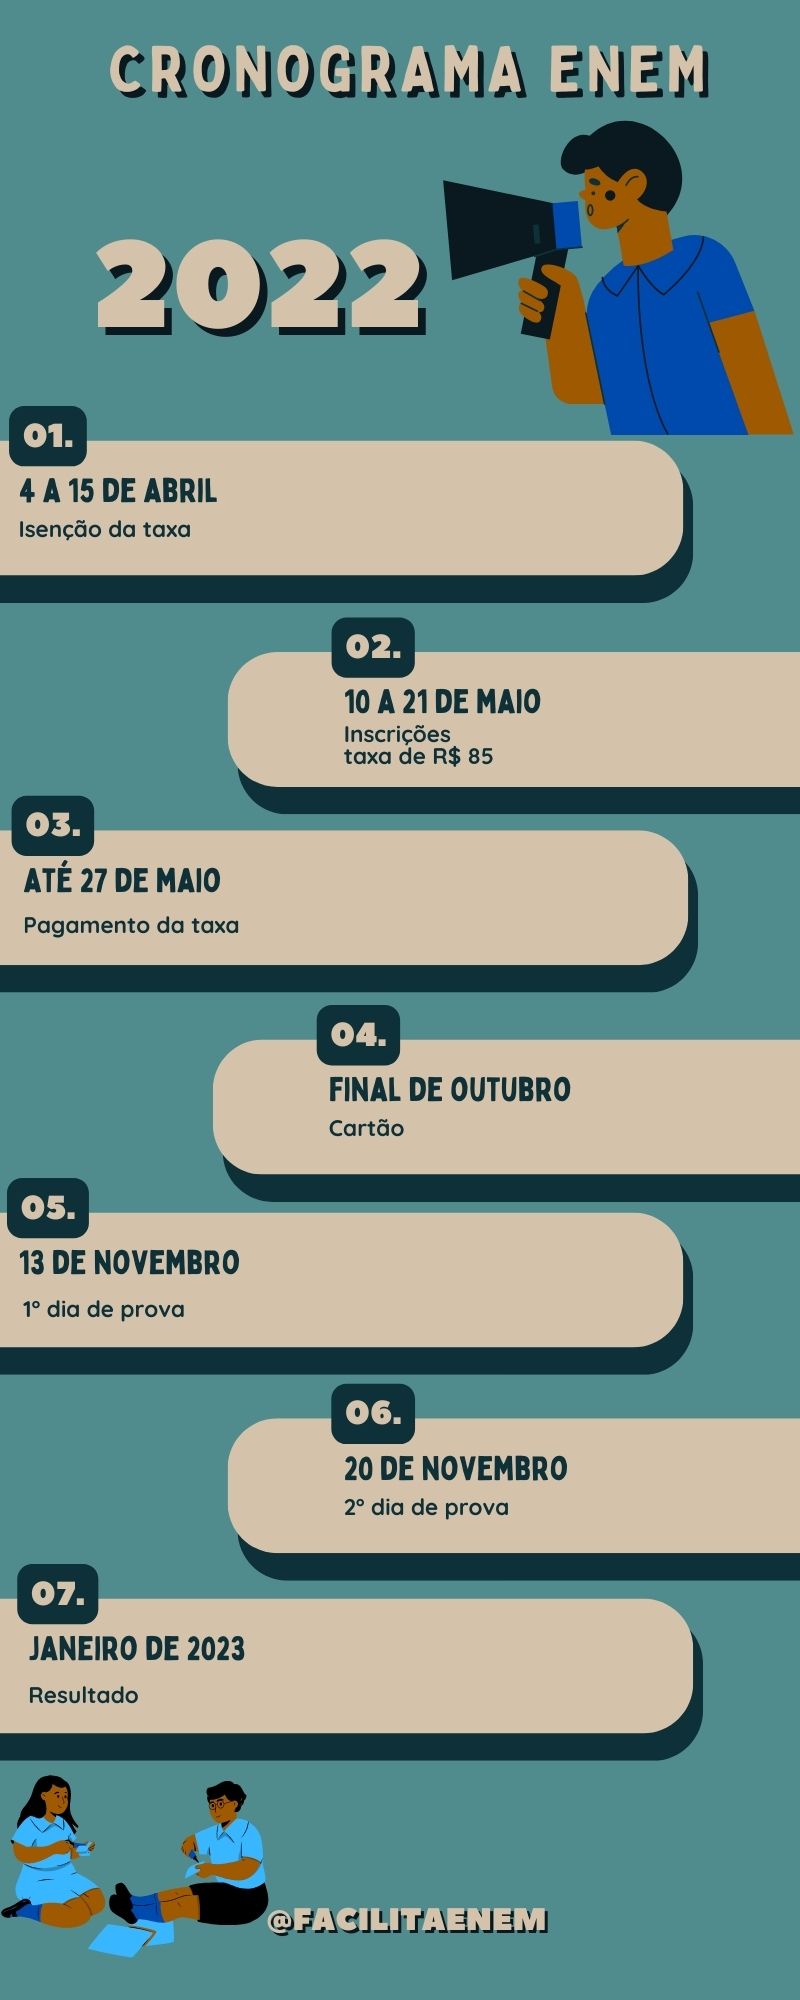 CRONOGRAMA ENEM
2022
01.
4 A 15 DE ABRIL
Isenção da taxa
02.
10 A 21 DE MAIO
Inscrições
taxa de R$ 85
03.
ATÉ 27 DE MAIO
Pagamento da taxa
04.
FINAL DE OUTUBRO
Cartão
05.
13 DE NOVEMBRO
1º dia de prova
06.
20 DE NOVEMBRO
2º dia de prova
07.
JANEIRO DE 2023
Resultado
@FACILITAENEM